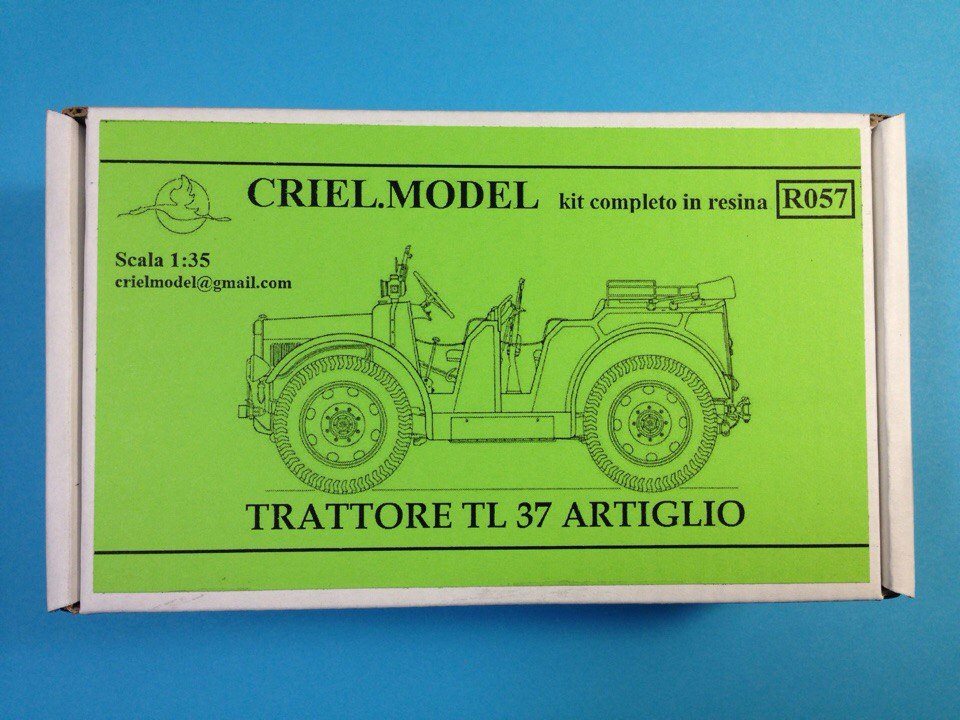 CRIEL.MODEL kit completo in resina R057
Scala 1:35
crielmodel@gmail.com
TRATTORE TL 37 ARTIGLIO